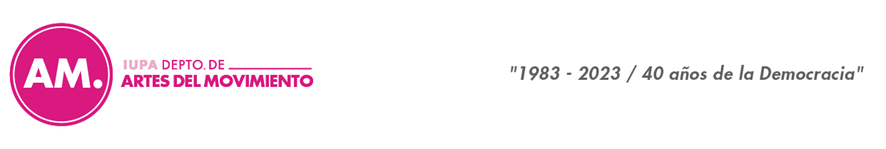 AM.
IUPA DEPTO. DE
ARTES DEL MOVIMIENTO
"1983 - 2023 / 40 años de la Democracia"